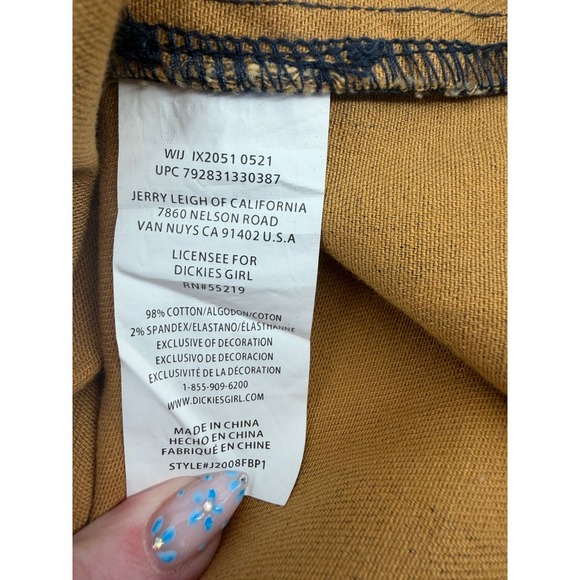 WIJ IX2051 0521
UPC 792831330387
JERRY LEIGH OF CALIFORNIA
7860 NELSON ROAD
VAN NUYS CA 91402 U.S.A
LICENSEE FOR
DICKIES GIRL
RN#55219
98% COTTON/ALGODON/COTON
2% SPANDEX/ELASTANO/ÉLASTHANNE
EXCLUSIVE OF DECORATION
EXCLUSIVO DE DECORACION
EXCLUSIVITÉ DE LA DÉCORATION
1-855-909-6200
WWW.DICKIESGIRL.COM
MADE IN CHINA
HECHO EN CHINA
FABRIQUÉ EN CHINE
STYLE#J2008FBP1